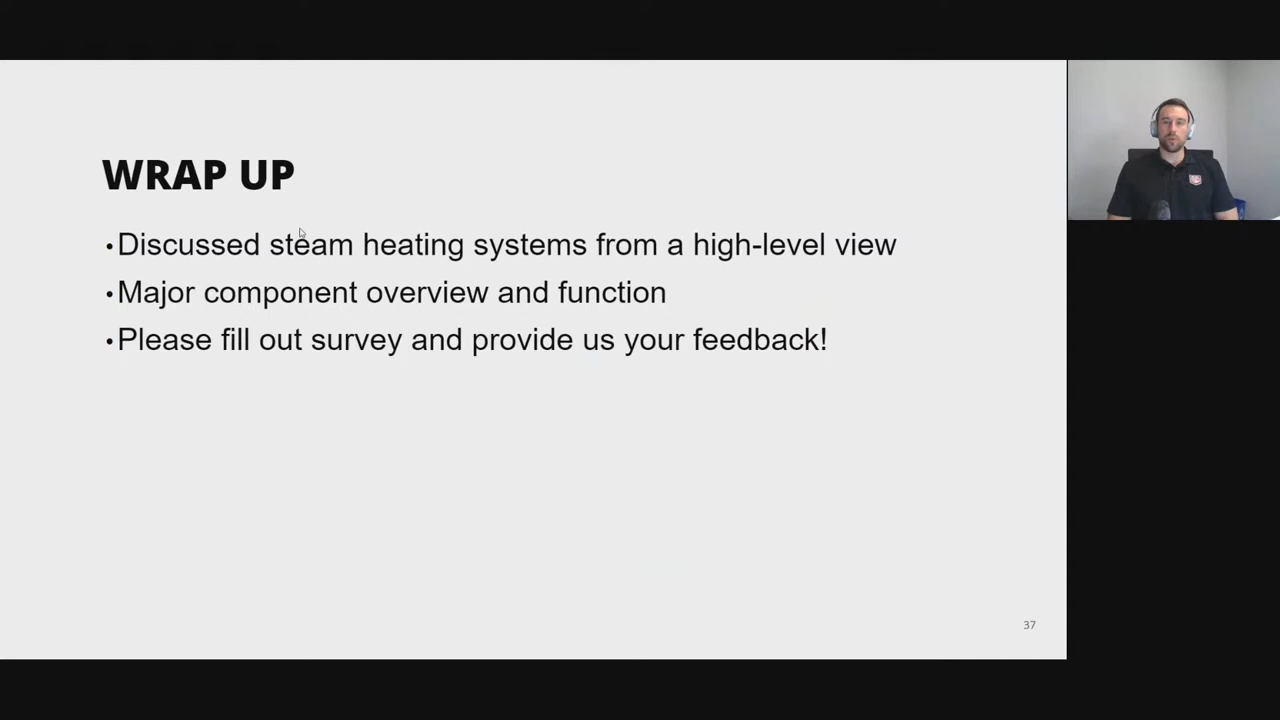 WRAP UP
•Discussed steam heating systems from a high-level view
•Major component overview and function
•Please fill out survey and provide us your feedback!
37